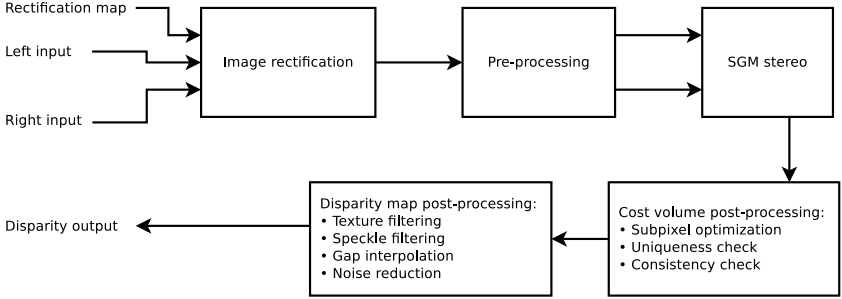 Rectification map
Left input
Right input
Image rectification
Pre-processing
SGM stereo
Cost volume post-processing:
• Subpixel optimization
• Uniqueness check
• Consistency check
Disparity map post-processing:
• Texture filtering
• Speckle filtering
• Gap interpolation
• Noise reduction
Disparity output